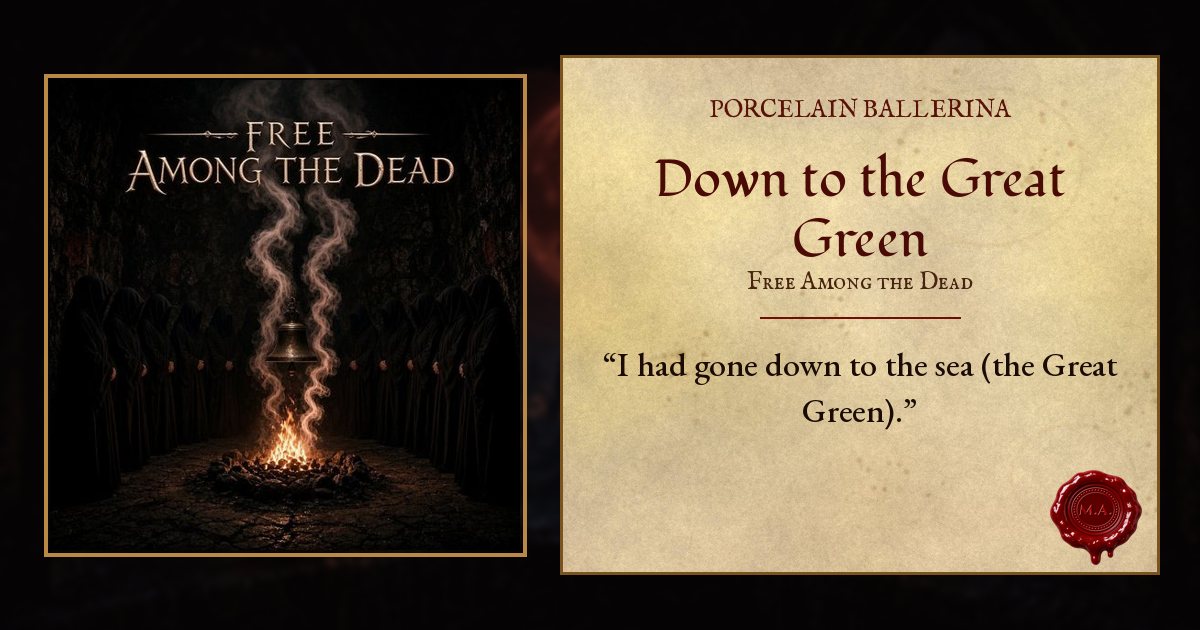 FREE
AMONG THE DEAD
PORCELAIN BALLERINA
Down to the Great
Green
Free Among the Dead
“I had gone down to the sea (the Great
Green).”
M.A.